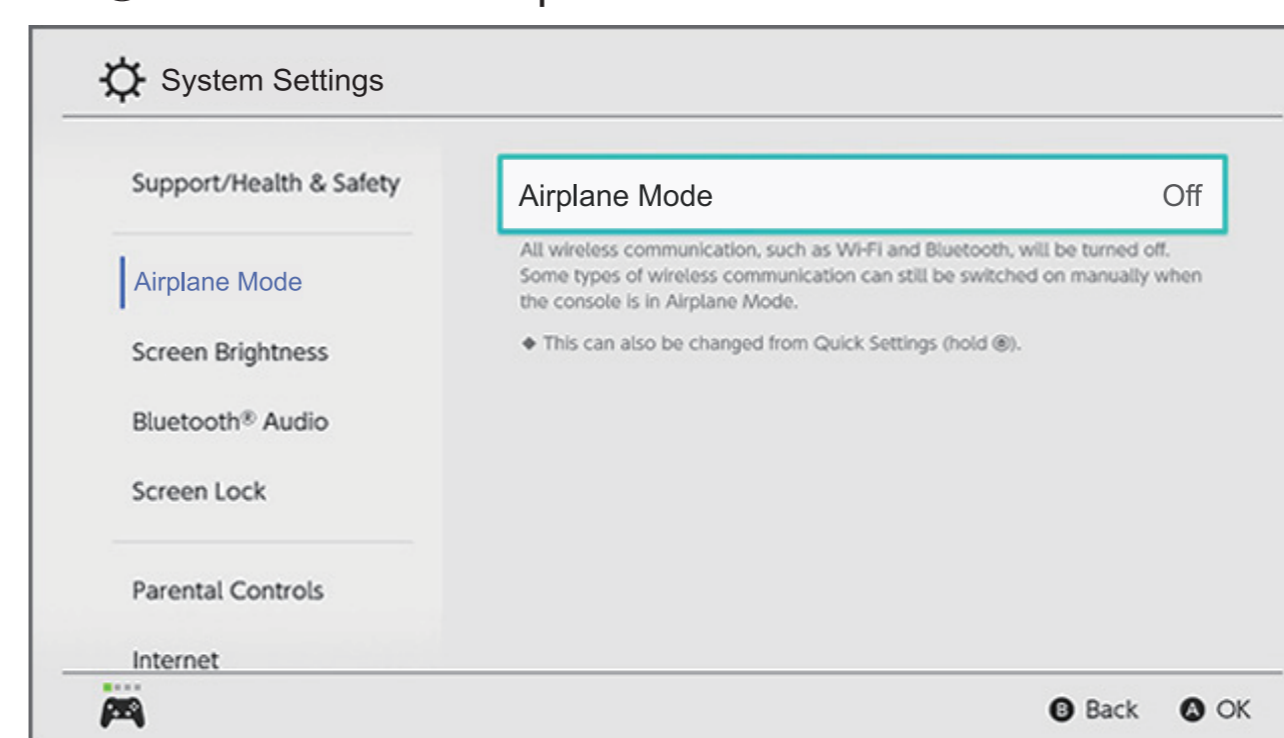 System Settings
Support/Health & Safety
Airplane Mode
Screen Brightness
Bluetooth® Audio
Screen Lock
Parental Controls
Internet
Airplane Mode Off
All wireless communication, such as Wi-Fi and Bluetooth, will be turned off.
Some types of wireless communication can still be switched on manually when
the console is in Airplane Mode.
◆ This can also be changed from Quick Settings (hold ).
B Back A OK